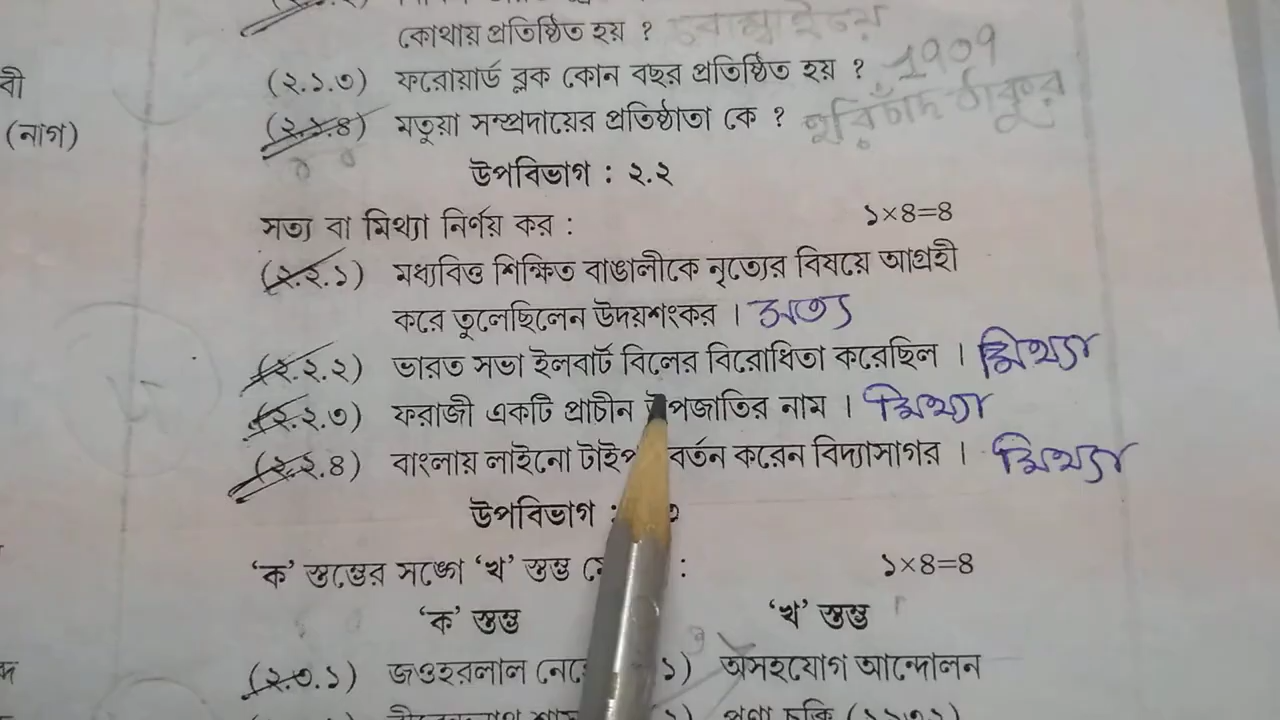 কোথায় প্রতিষ্ঠিত হয় ?
বী
(২.১.৩) ফরোয়ার্ড ব্লক কোন বছর প্রতিষ্ঠিত হয় ? 1909
(নাগ)
(২.১.৪) মতুয়া সম্প্রদায়ের প্রতিষ্ঠাতা কে ? ঠাকুর
উপবিভাগ : ২.২
সত্য বা মিথ্যা নির্ণয় কর : ১×৪=৪
(২.২.১) মধ্যবিত্ত শিক্ষিত বাঙালীকে নৃত্যের বিষয়ে আগ্রহী
করে তুলেছিলেন উদয়শংকর । সত্য
(২.২.২) ভারত সভা ইলবার্ট বিলের বিরোধিতা করেছিল । মিথ্যা
(২.২.৩) ফরাজী একটি প্রাচীন উপজাতির নাম । মিথ্যা
(২.২.৪) বাংলায় লাইনো টাইপ বর্তন করেন বিদ্যাসাগর । মিথ্যা
উপবিভাগ :
‘ক’ স্তম্ভের সঙ্গে ‘খ’ স্তম্ভ : ১×৪=৪
‘ক’ স্তম্ভ ‘খ’ স্তম্ভ
(২.৩.১) জওহরলাল ১) অসহযোগ আন্দোলন